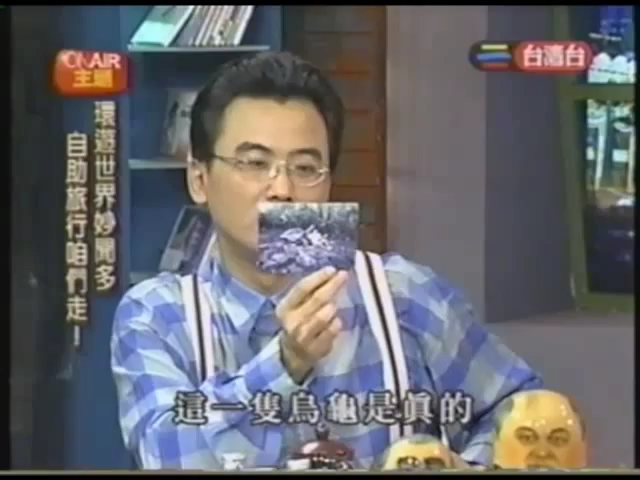 ON AIR
主題
台灣台
環遊世界妙聞多
自助旅行咱們走！
這一隻烏龜是真的